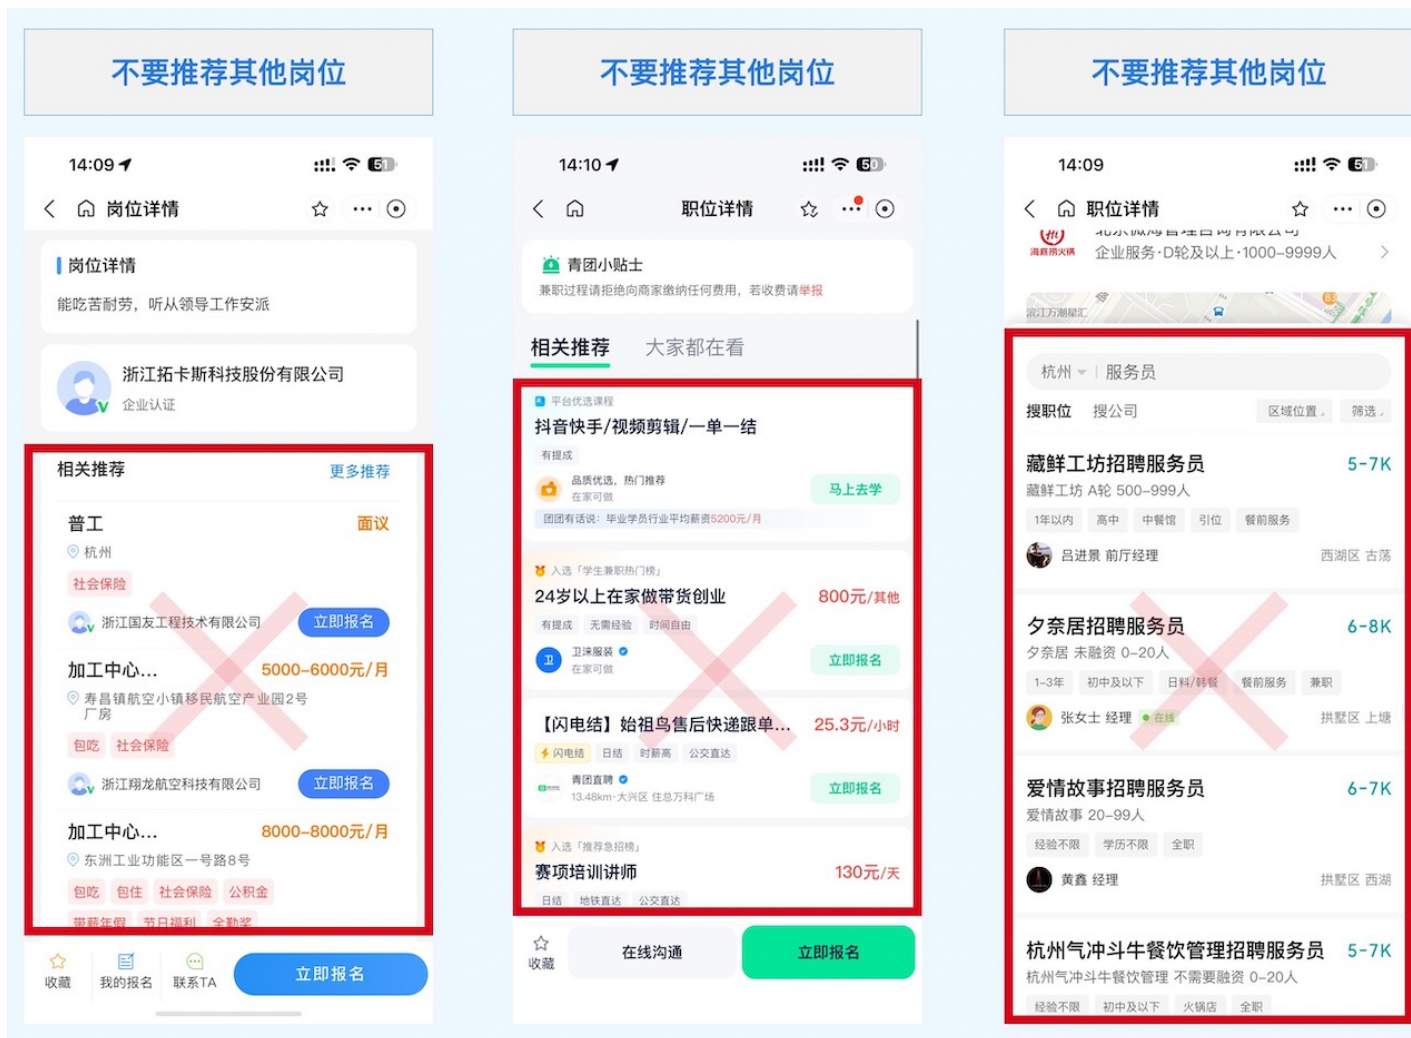 不要推荐其他岗位
14:09
51
岗位详情
岗位详情
能吃苦耐劳，听从领导工作安派
浙江拓卡斯科技股份有限公司
企业认证
相关推荐
更多推荐
普工
面议
杭州
社会保险
浙江国友工程技术有限公司
立即报名
加工中心...
5000-6000元/月
寿昌镇航空小镇移民航空产业园2号
厂房
包吃 社会保险
浙江翔龙航空科技有限公司
立即报名
加工中心...
8000-8000元/月
东洲工业功能区一号路8号
包吃 包住 社会保险 公积金
带薪年假 节日福利 全勤奖
收藏
我的报名
联系TA
立即报名
不要推荐其他岗位
14:10
50
职位详情
青团小贴士
兼职过程请拒绝向商家缴纳任何费用，若收费请举报
相关推荐 大家都在看
平台优选课程
抖音快手/视频剪辑/一单一结
有提成
品质优选，热门推荐
在家可做
马上去学
团团有话说：毕业学员行业平均薪资5200元/月
入选「学生兼职热门榜」
24岁以上在家做带货创业
800元/其他
有提成 无需经验 时间自由
卫
卫涞服装
在家可做
立即报名
【闪电结】始祖鸟售后快递跟单...
25.3元/小时
闪电结 日结 时薪高 公交直达
青团直聘
13.48km·大兴区 住总万科广场
立即报名
入选「推荐急招榜」
赛项培训讲师
130元/天
日结 地铁直达 公交直达
收藏
在线沟通
立即报名
不要推荐其他岗位
14:09
51
职位详情
海底捞火锅
企业服务·D轮及以上·1000-9999人
滨江万潮星汇
杭州
服务员
搜职位 搜公司
区域位置
筛选
藏鲜工坊招聘服务员
5-7K
藏鲜工坊 A轮 500-999人
1年以内 高中 中餐馆 引位 餐前服务
吕进景 前厅经理
西湖区 古荡
夕奈居招聘服务员
6-8K
夕奈居 未融资 0-20人
1-3年 初中及以下 日料/韩餐 餐前服务 兼职
张女士 经理
在线
拱墅区 上塘
爱情故事招聘服务员
6-7K
爱情故事 20-99人
经验不限 学历不限 全职
黄鑫 经理
拱墅区 西湖
杭州气冲斗牛餐饮管理招聘服务员
5-7K
杭州气冲斗牛餐饮管理 不需要融资 0-20人
经验不限 初中及以下 火锅店 全职